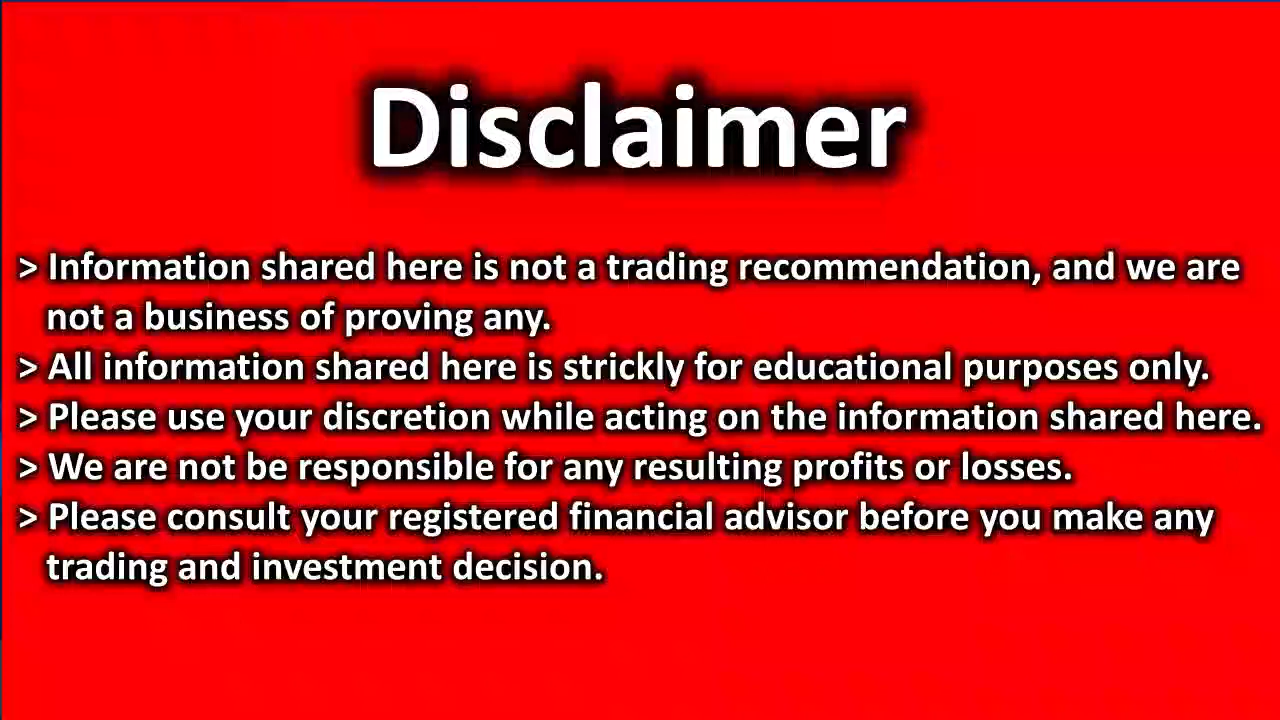 Disclaimer
> Information shared here is not a trading recommendation, and we are
not a business of proving any.
> All information shared here is strickly for educational purposes only.
> Please use your discretion while acting on the information shared here.
> We are not be responsible for any resulting profits or losses.
> Please consult your registered financial advisor before you make any
trading and investment decision.